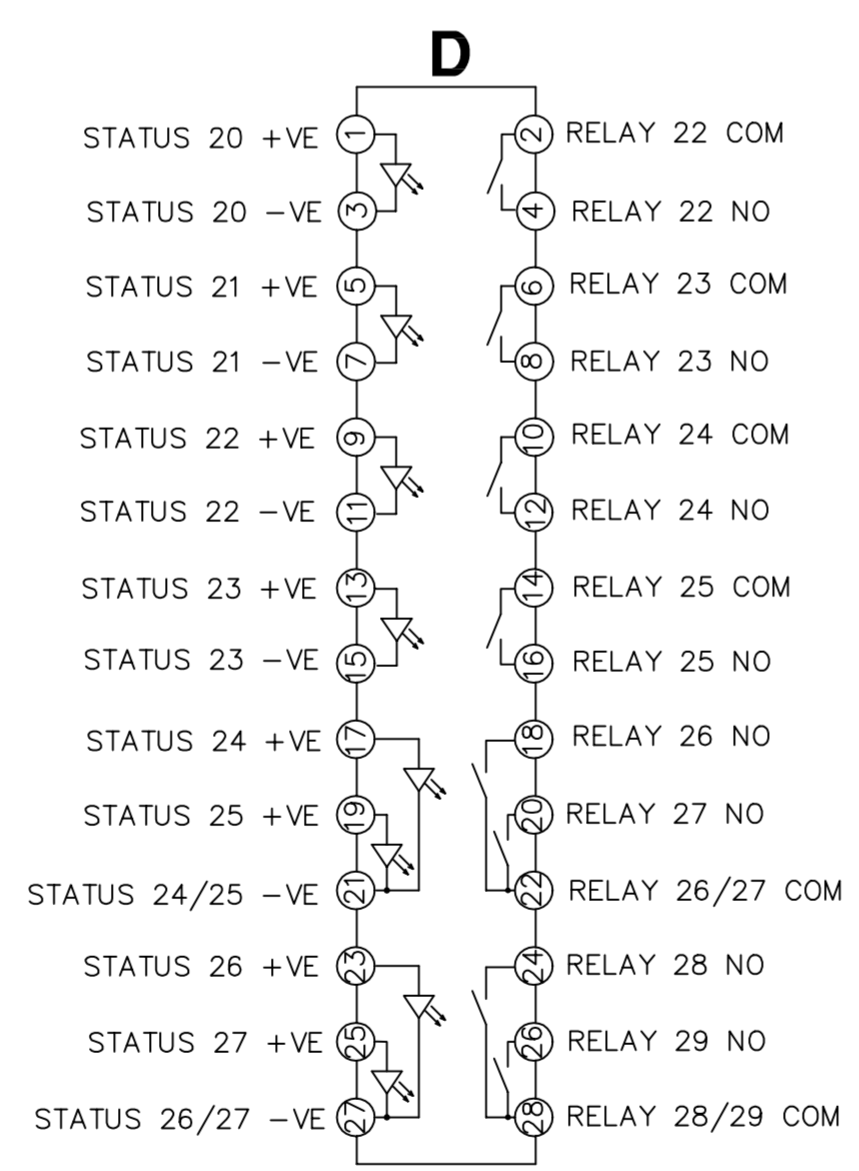 D
STATUS 20 +VE 1 2 RELAY 22 COM
STATUS 20 −VE 3 4 RELAY 22 NO
STATUS 21 +VE 5 6 RELAY 23 COM
STATUS 21 −VE 7 8 RELAY 23 NO
STATUS 22 +VE 9 10 RELAY 24 COM
STATUS 22 −VE 11 12 RELAY 24 NO
STATUS 23 +VE 13 14 RELAY 25 COM
STATUS 23 −VE 15 16 RELAY 25 NO
STATUS 24 +VE 17 18 RELAY 26 NO
STATUS 25 +VE 19 20 RELAY 27 NO
STATUS 24/25 −VE 21 22 RELAY 26/27 COM
STATUS 26 +VE 23 24 RELAY 28 NO
STATUS 27 +VE 25 26 RELAY 29 NO
STATUS 26/27 −VE 27 28 RELAY 28/29 COM